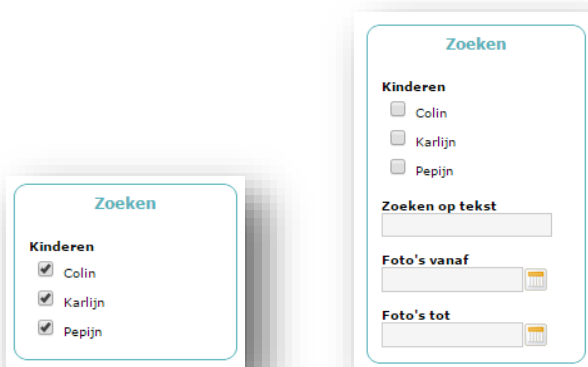 Zoeken
Kinderen
Colin
Karlijn
Pepijn
Zoeken
Kinderen
Colin
Karlijn
Pepijn
Zoeken op tekst
Foto's vanaf
Foto's tot